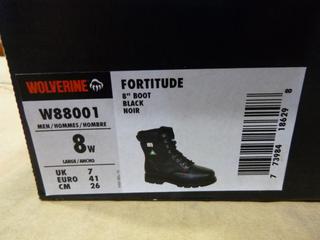 WOLVERINE
W88001
MEN/HOMMES/HOMBRE
8W
LARGE/ANCHO
UK 7
EURO 41
CM 26
FORTITUDE
8" BOOT
BLACK
NOIR
7 73984 18629 8